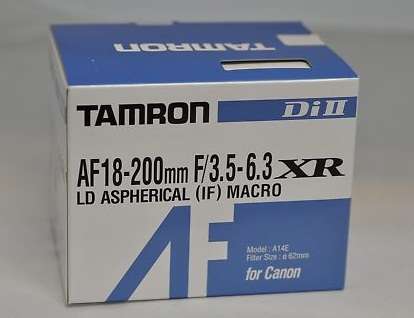 TAMRON
TAMRON
Di II
AF18-200mm F/3.5-6.3 XR
LD ASPHERICAL (IF) MACRO
AF
Model : A14E
Filter Size : ø 62mm
for Canon